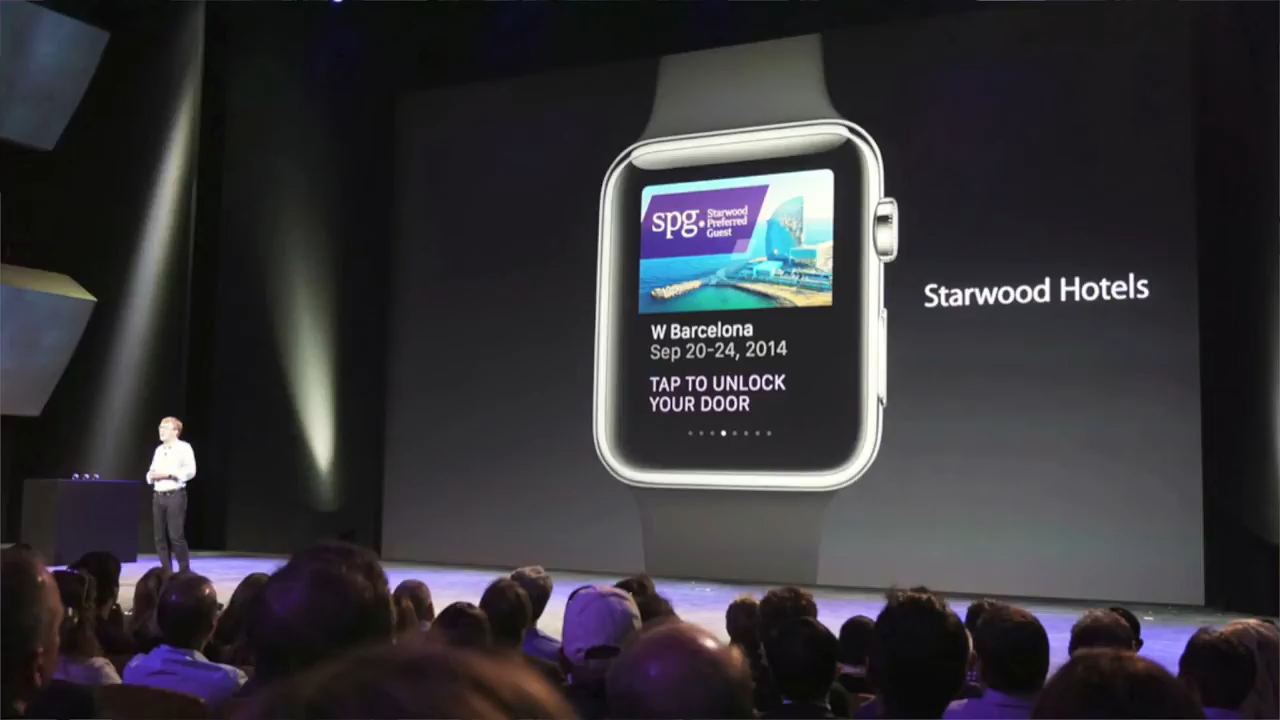 spg.
Starwood
Preferred
Guest
W Barcelona
Sep 20-24, 2014
TAP TO UNLOCK
YOUR DOOR
Starwood Hotels